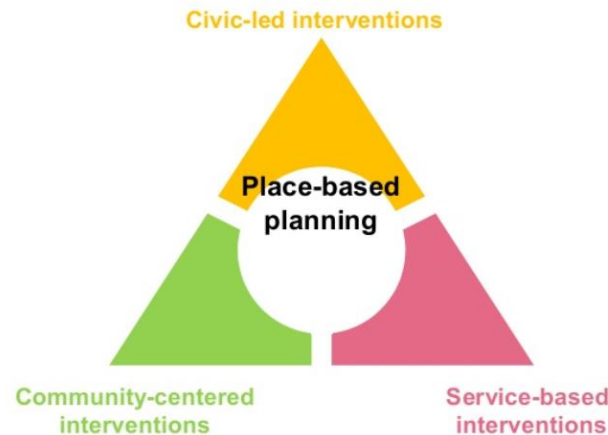 Civic-led interventions
Place-based
planning
Community-centered
interventions
Service-based
interventions